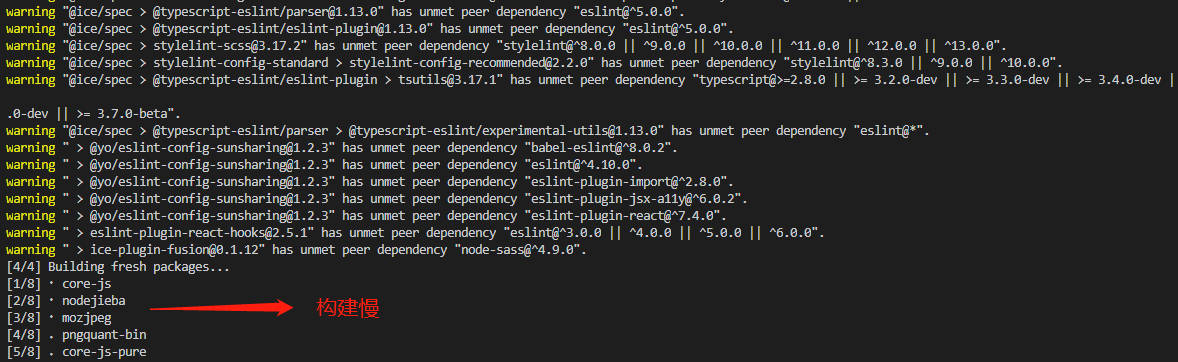 warning "@ice/spec > @typescript-eslint/parser@1.13.0" has unmet peer dependency "eslint@^5.0.0".
warning "@ice/spec > @typescript-eslint/eslint-plugin@1.13.0" has unmet peer dependency "eslint@^5.0.0".
warning "@ice/spec > stylelint-scss@3.17.2" has unmet peer dependency "stylelint@^8.0.0 || ^9.0.0 || ^10.0.0 || ^11.0.0 || ^12.0.0 || ^13.0.0".
warning "@ice/spec > stylelint-config-standard > stylelint-config-recommended@2.2.0" has unmet peer dependency "stylelint@^8.3.0 || ^9.0.0 || ^10.0.0".
warning "@ice/spec > @typescript-eslint/eslint-plugin > tsutils@3.17.1" has unmet peer dependency "typescript@>=2.8.0 || >= 3.2.0-dev || >= 3.3.0-dev || >= 3.4.0-dev |
.0-dev || >= 3.7.0-beta".
warning "@ice/spec > @typescript-eslint/parser > @typescript-eslint/experimental-utils@1.13.0" has unmet peer dependency "eslint@*".
warning " > @yo/eslint-config-sunsharing@1.2.3" has unmet peer dependency "babel-eslint@^8.0.2".
warning " > @yo/eslint-config-sunsharing@1.2.3" has unmet peer dependency "eslint@^4.10.0".
warning " > @yo/eslint-config-sunsharing@1.2.3" has unmet peer dependency "eslint-plugin-import@^2.8.0".
warning " > @yo/eslint-config-sunsharing@1.2.3" has unmet peer dependency "eslint-plugin-jsx-a11y@^6.0.2".
warning " > @yo/eslint-config-sunsharing@1.2.3" has unmet peer dependency "eslint-plugin-react@^7.4.0".
warning " > eslint-plugin-react-hooks@2.5.1" has unmet peer dependency "eslint@^3.0.0 || ^4.0.0 || ^5.0.0 || ^6.0.0".
warning " > ice-plugin-fusion@0.1.12" has unmet peer dependency "node-sass@^4.9.0".
[4/4] Building fresh packages...
[1/8] · core-js
[2/8] · nodejieba
构建慢
[3/8] · mozjpeg
[4/8] . pngquant-bin
[5/8] . core-js-pure